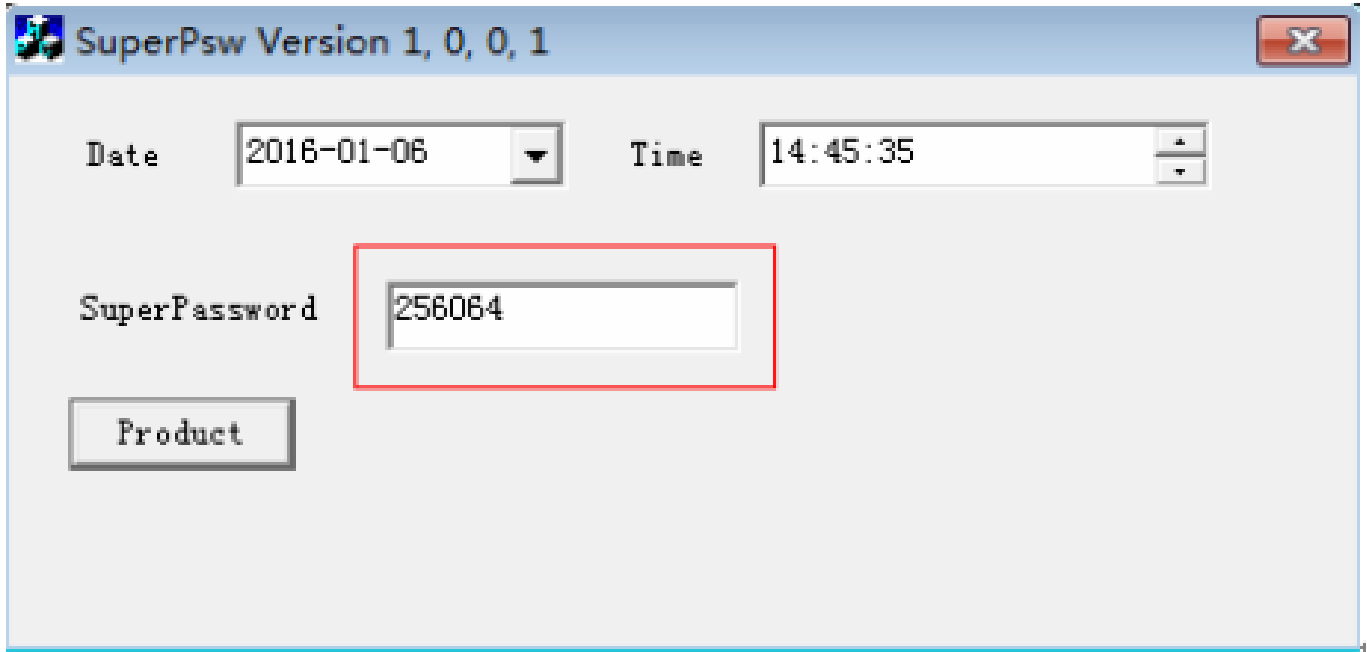 SuperPsw Version 1, 0, 0, 1
Date 2016-01-06 Time 14:45:35
SuperPassword 256064
Product